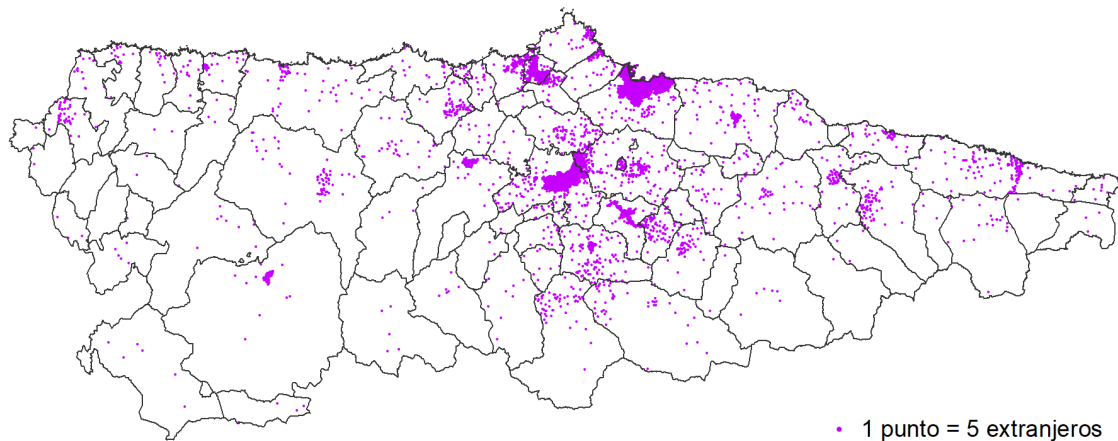 1 punto = 5 extranjeros